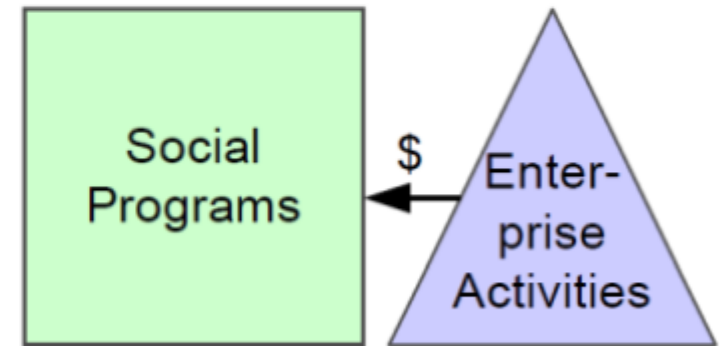 Social
Programs
$
Enter-
prise
Activities